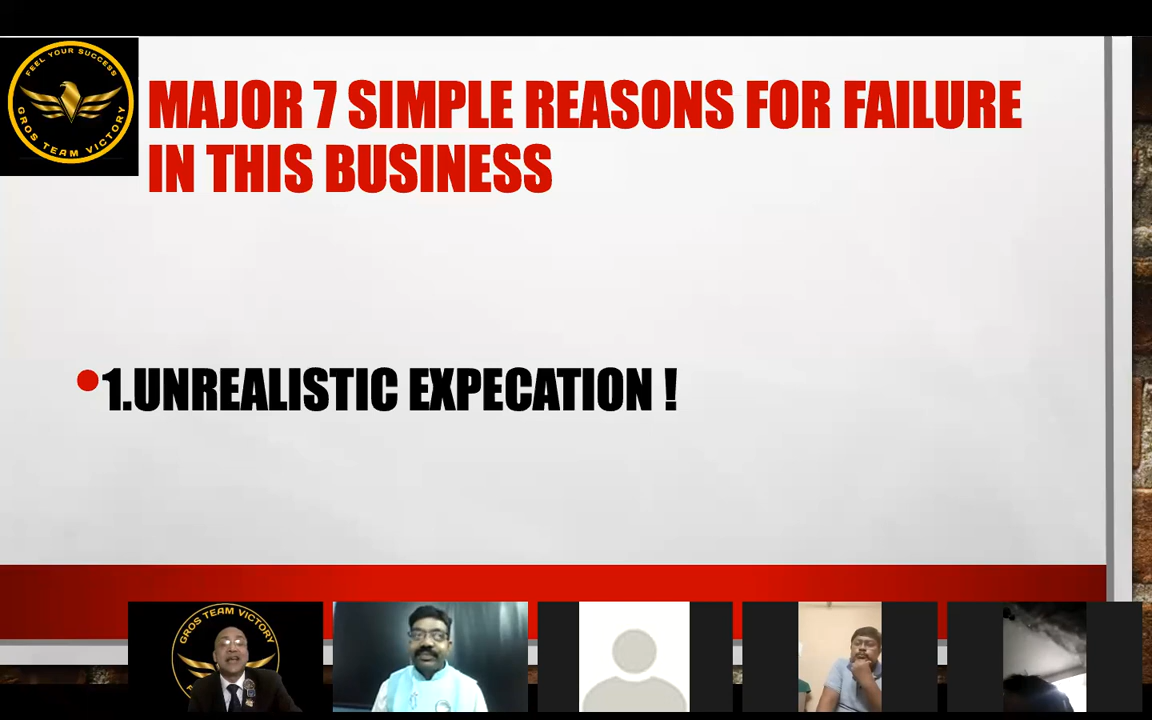 FEEL YOUR SUCCESS
GROS TEAM VICTORY
MAJOR 7 SIMPLE REASONS FOR FAILURE
IN THIS BUSINESS
1.UNREALISTIC EXPECATION !
GROS TEAM VICTORY